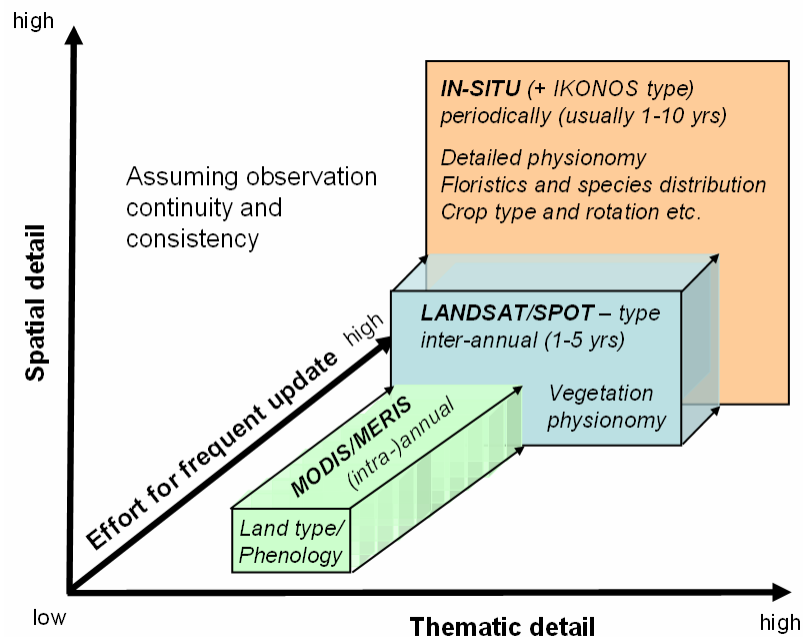 high
IN-SITU (+ IKONOS type)
periodically (usually 1-10 yrs)
Detailed physionomy
Floristics and species distribution
Crop type and rotation etc.
Assuming observation
continuity and
consistency
Spatial detail
LANDSAT/SPOT – type
inter-annual (1-5 yrs)
Vegetation
physionomy
high
Effort for frequent update
MODIS/MERIS
(intra-)annual
Land type/
Phenology
low
Thematic detail
high